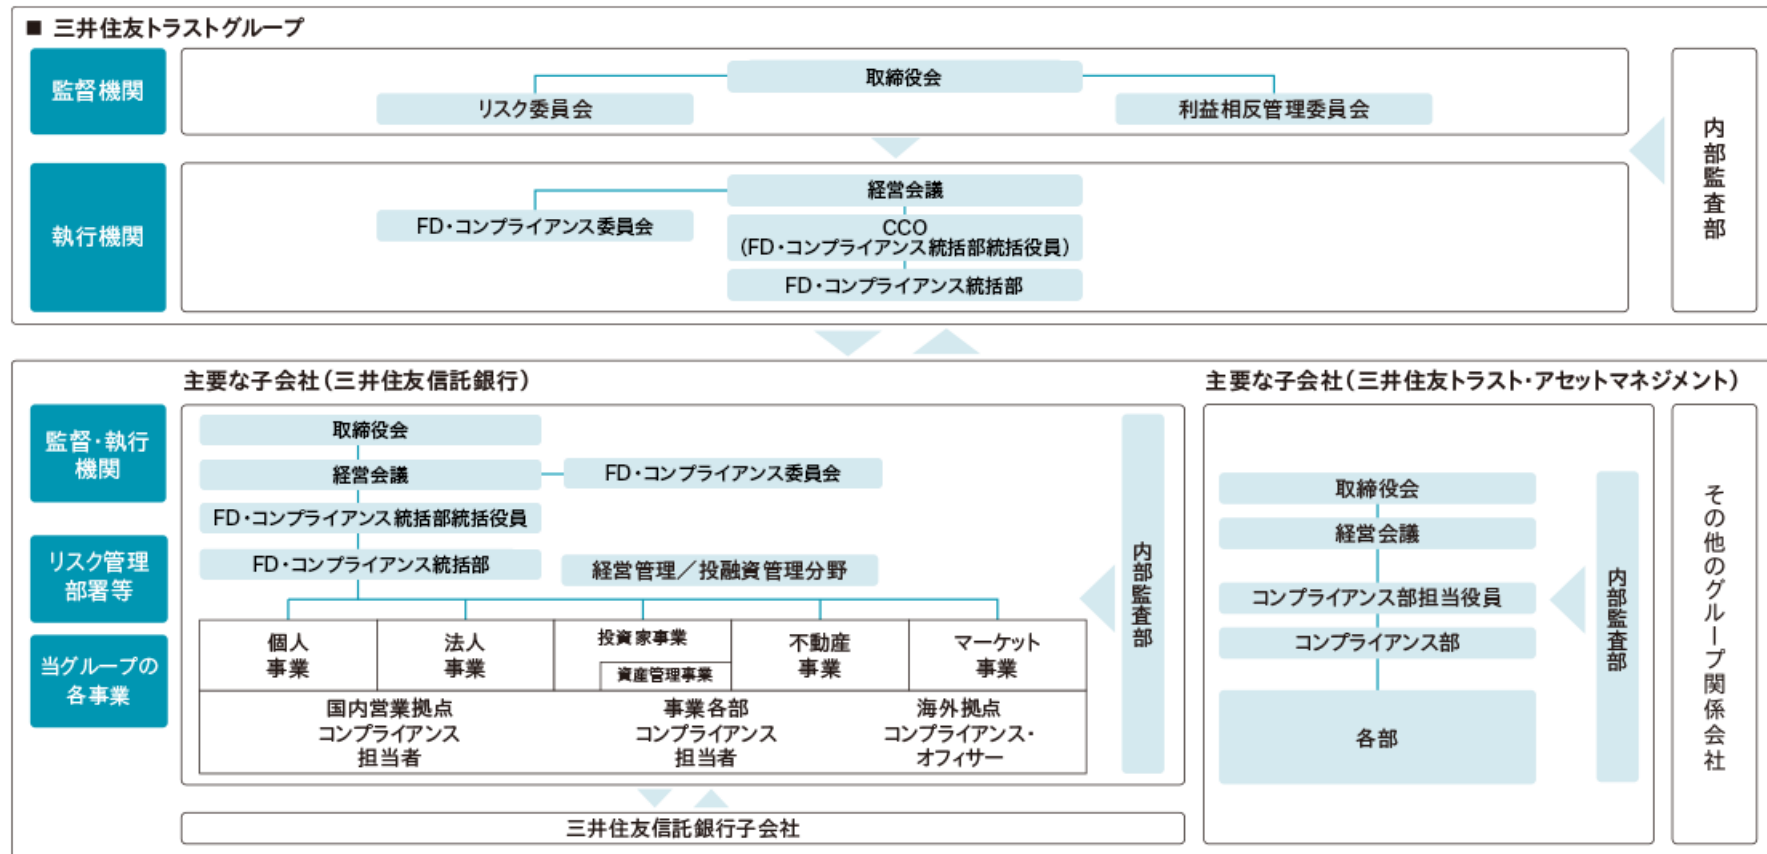 ■ 三井住友トラストグループ
監督機関
取締役会
リスク委員会
利益相反管理委員会
執行機関
経営会議
FD・コンプライアンス委員会
CCO
（FD・コンプライアンス統括部統括役員）
FD・コンプライアンス統括部
内部監査部
主要な子会社（三井住友信託銀行）
監督・執行
機関
リスク管理
部署等
当グループの
各事業
取締役会
経営会議
FD・コンプライアンス委員会
FD・コンプライアンス統括部統括役員
FD・コンプライアンス統括部
経営管理／投融資管理分野
個人
事業
法人
事業
投資家事業
資産管理事業
不動産
事業
マーケット
事業
国内営業拠点
コンプライアンス
担当者
事業各部
コンプライアンス
担当者
海外拠点
コンプライアンス・
オフィサー
内部監査部
三井住友信託銀行子会社
主要な子会社（三井住友トラスト・アセットマネジメント）
取締役会
経営会議
コンプライアンス部担当役員
コンプライアンス部
各部
内部監査部
その他のグループ関係会社